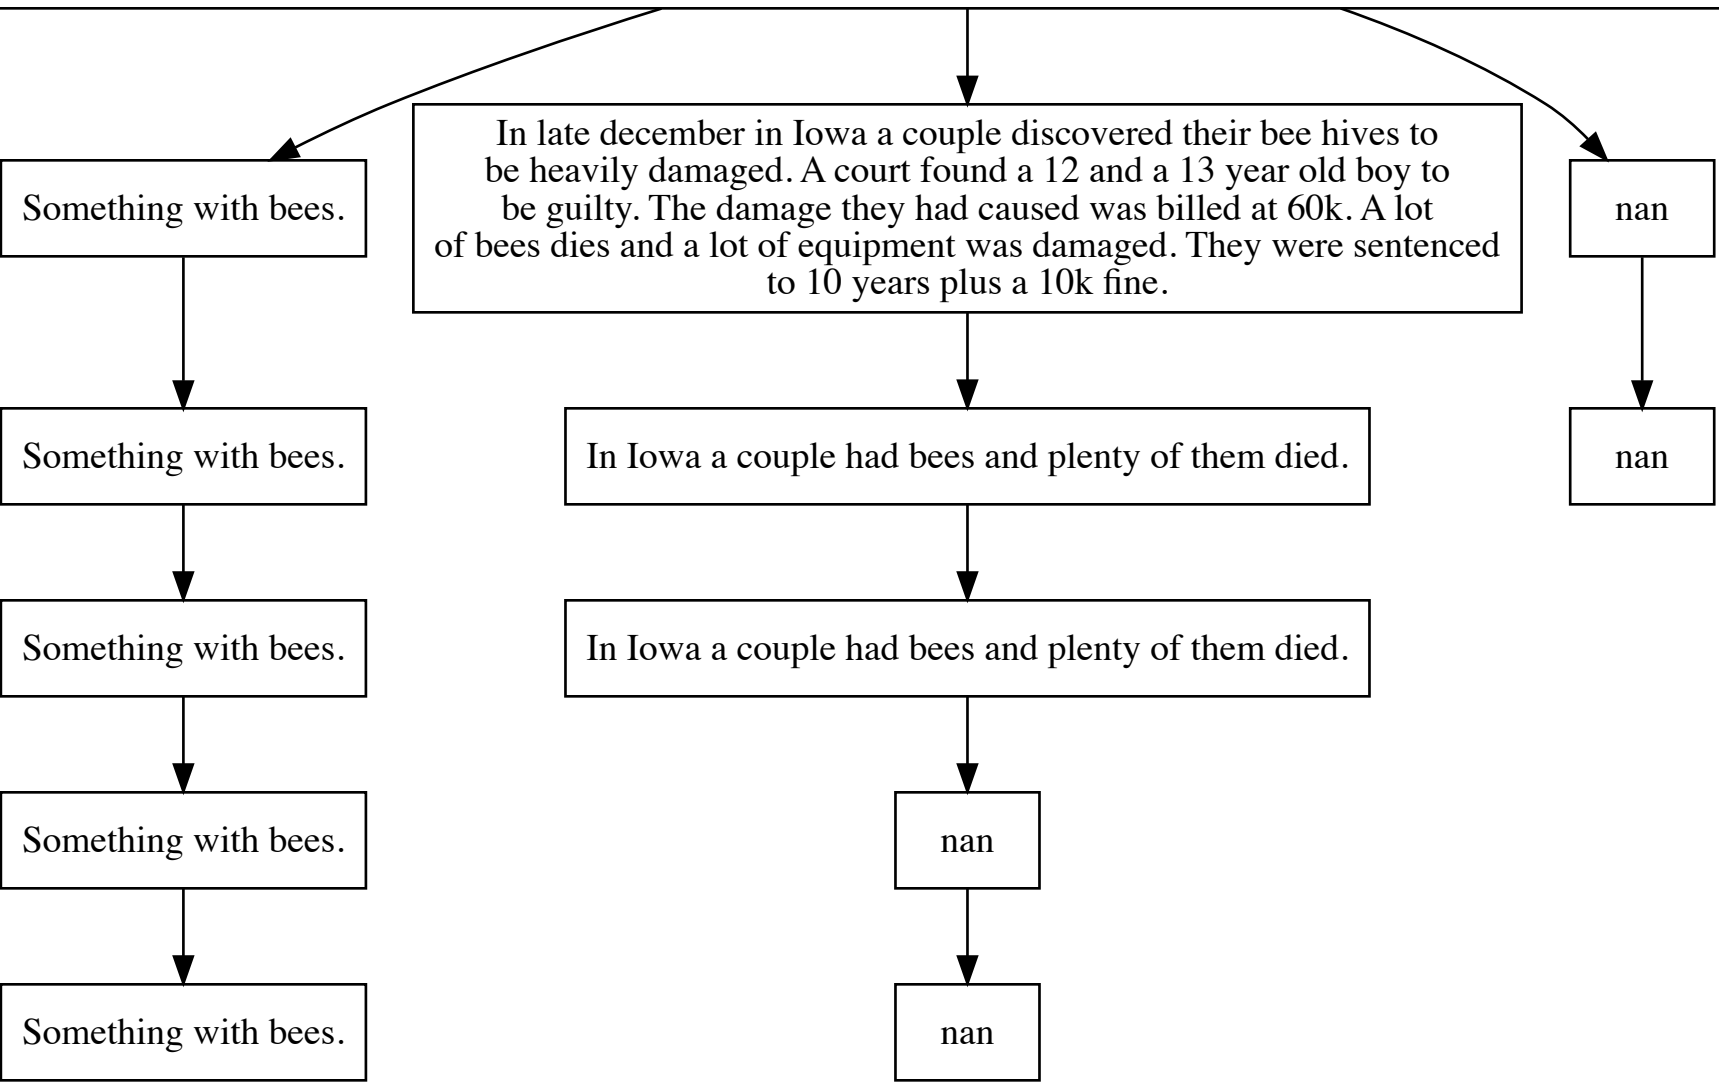 In late december in Iowa a couple discovered their bee hives to
be heavily damaged. A court found a 12 and a 13 year old boy to
be guilty. The damage they had caused was billed at 60k. A lot
of bees dies and a lot of equipment was damaged. They were sentenced
to 10 years plus a 10k fine.
Something with bees.
nan
Something with bees.
In Iowa a couple had bees and plenty of them died.
nan
Something with bees.
In Iowa a couple had bees and plenty of them died.
Something with bees.
nan
Something with bees.
nan